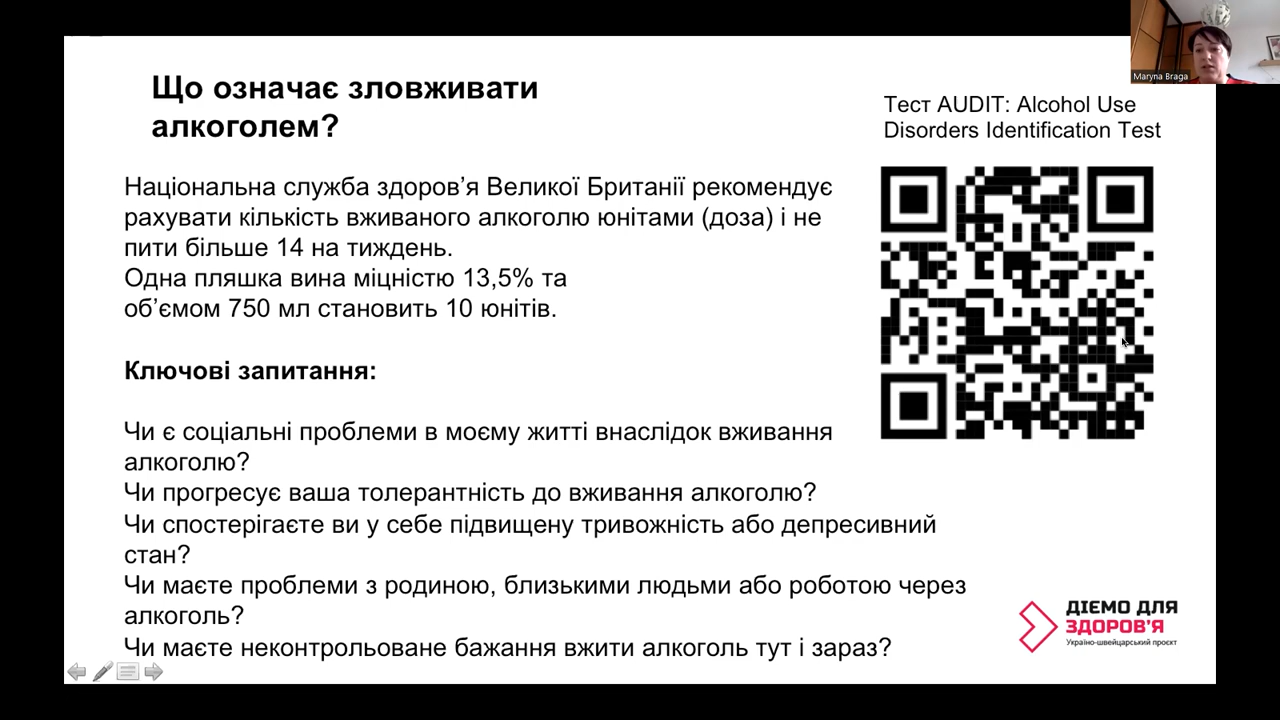 Що означає зловживати
алкоголем?
Національна служба здоров’я Великої Британії рекомендує
рахувати кількість вживаного алкоголю юнітами (доза) і не
пити більше 14 на тиждень.
Одна пляшка вина міцністю 13,5% та
об’ємом 750 мл становить 10 юнітів.
Ключові запитання:
Чи є соціальні проблеми в моєму житті внаслідок вживання
алкоголю?
Чи прогресує ваша толерантність до вживання алкоголю?
Чи спостерігаєте ви у себе підвищену тривожність або депресивний
стан?
Чи маєте проблеми з родиною, близькими людьми або роботою через
алкоголь?
Чи маєте неконтрольоване бажання вжити алкоголь тут і зараз?
Maryna Braga
Тест AUDIT: Alcohol Use
Disorders Identification Test
ДІЄМО ДЛЯ
ЗДОРОВ’Я
Україно-швейцарський проєкт